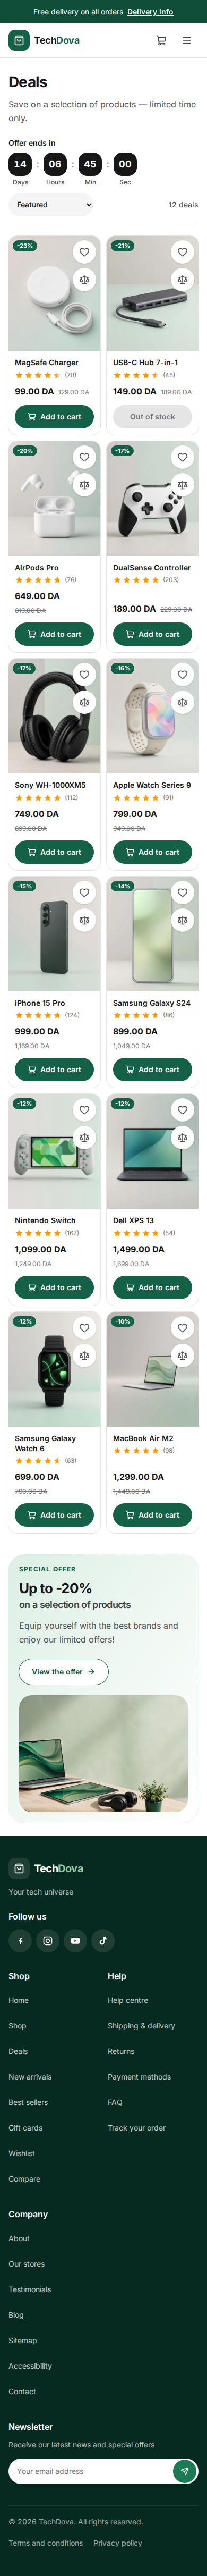 Free delivery on all orders Delivery info
TechDova
Deals
Save on a selection of products — limited time
only.
Offer ends in
14 : 06 : 45 : 00
Days Hours Min Sec
Featured 12 deals
-23% -21%
MagSafe Charger USB-C Hub 7-in-1
(78) (45)
99.00 DA 129.00 DA 149.00 DA 189.00 DA
Add to cart Out of stock
-20% -17%
AirPods Pro DualSense Controller
(76) (203)
649.00 DA
819.00 DA 189.00 DA 229.00 DA
Add to cart Add to cart
-17% -16%
Sony WH-1000XM5 Apple Watch Series 9
(112) (91)
749.00 DA 799.00 DA
899.00 DA 949.00 DA
Add to cart Add to cart
-15% -14%
iPhone 15 Pro Samsung Galaxy S24
(124) (86)
999.00 DA 899.00 DA
1,169.00 DA 1,049.00 DA
Add to cart Add to cart
-12% -12%
Nintendo Switch Dell XPS 13
(167) (54)
1,099.00 DA 1,499.00 DA
1,249.00 DA 1,699.00 DA
Add to cart Add to cart
-12% -10%
Samsung Galaxy MacBook Air M2
Watch 6 (98)
(63)
699.00 DA 1,299.00 DA
790.00 DA 1,449.00 DA
Add to cart Add to cart
SPECIAL OFFER
Up to -20%
on a selection of products
Equip yourself with the best brands and
enjoy our limited offers!
View the offer
TechDova
Your tech universe
Follow us
Shop Help
Home Help centre
Shop Shipping & delivery
Deals Returns
New arrivals Payment methods
Best sellers FAQ
Gift cards Track your order
Wishlist
Compare
Company
About
Our stores
Testimonials
Blog
Sitemap
Accessibility
Contact
Newsletter
Receive our latest news and special offers
Your email address
© 2026 TechDova. All rights reserved.
Terms and conditions Privacy policy